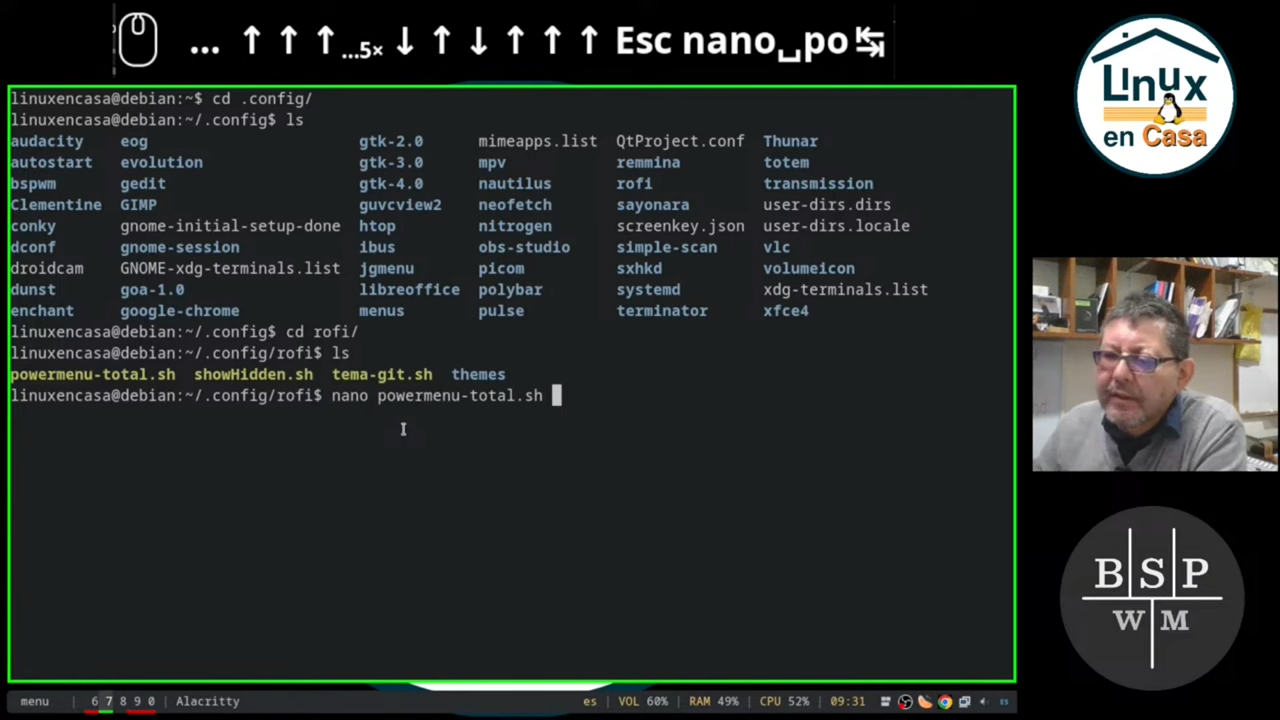 ... ↑ ↑ ↑ ...5× ↓ ↑ ↓ ↑ ↑ ↑ Esc nano␣po↹
LInux
en Casa
linuxencasa@debian:~$ cd .config/
linuxencasa@debian:~/.config$ ls
audacity eog gtk-2.0 mimeapps.list QtProject.conf Thunar
autostart evolution gtk-3.0 mpv remmina totem
bspwm gedit gtk-4.0 nautilus rofi transmission
Clementine GIMP guvcview2 neofetch sayonara user-dirs.dirs
conky gnome-initial-setup-done htop nitrogen screenkey.json user-dirs.locale
dconf gnome-session ibus obs-studio simple-scan vlc
droidcam GNOME-xdg-terminals.list jgmenu picom sxhkd volumeicon
dunst goa-1.0 libreoffice polybar systemd xdg-terminals.list
enchant google-chrome menus pulse terminator xfce4
linuxencasa@debian:~/.config$ cd rofi/
linuxencasa@debian:~/.config/rofi$ ls
powermenu-total.sh showHidden.sh tema-git.sh themes
linuxencasa@debian:~/.config/rofi$ nano powermenu-total.sh
B S P
W M
menu | 6 7 8 9 0 | Alacritty es | VOL 60% | RAM 49% | CPU 52% | 09:31 ES